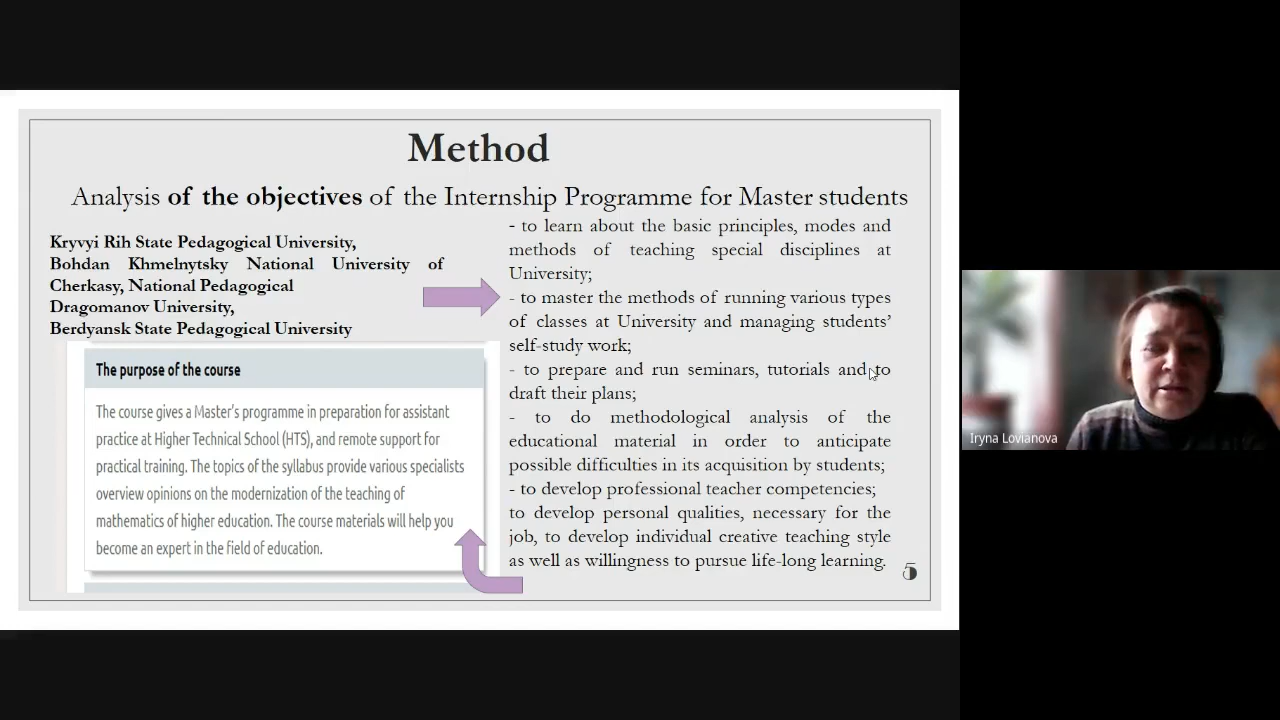 Method
Analysis of the objectives of the Internship Programme for Master students
Kryvyi Rih State Pedagogical University,
Bohdan Khmelnytsky National University of
Cherkasy, National Pedagogical
Dragomanov University,
Berdyansk State Pedagogical University
The purpose of the course
The course gives a Master's programme in preparation for assistant
practice at Higher Technical School (HTS), and remote support for
practical training. The topics of the syllabus provide various specialists
overview opinions on the modernization of the teaching of
mathematics of higher education. The course materials will help you
become an expert in the field of education.
- to learn about the basic principles, modes and
methods of teaching special disciplines at
University;
- to master the methods of running various types
of classes at University and managing students'
self-study work;
- to prepare and run seminars, tutorials and to
draft their plans;
- to do methodological analysis of the
educational material in order to anticipate
possible difficulties in its acquisition by students;
- to develop professional teacher competencies;
to develop personal qualities, necessary for the
job, to develop individual creative teaching style
as well as willingness to pursue life-long learning.
5
Iryna Lovianova